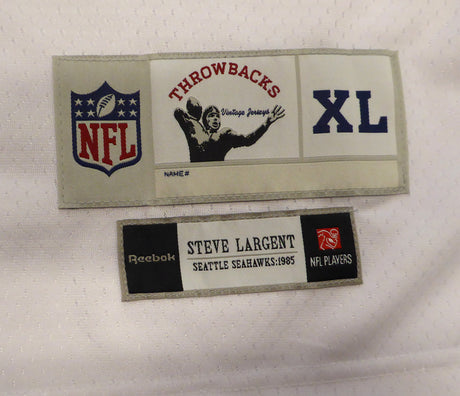 NFL
THROWBACKS
Vintage Jerseys
XL
NAME#
Reebok
STEVE LARGENT
SEATTLE SEAHAWKS:1985
NFL PLAYERS